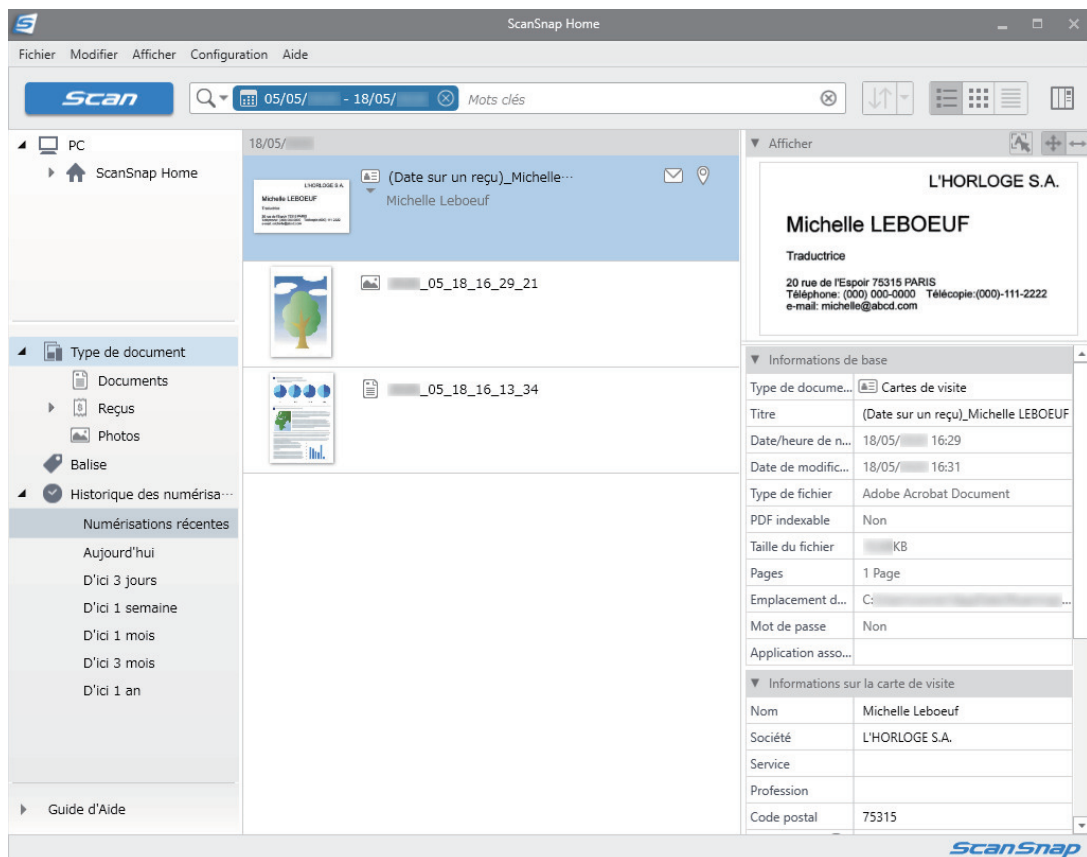 ScanSnap Home
Fichier Modifier Afficher Configuration Aide
Scan
05/05/ - 18/05/ Mots clés
PC
ScanSnap Home
Type de document
Documents
Reçus
Photos
Balise
Historique des numérisa...
Numérisations récentes
Aujourd'hui
D'ici 3 jours
D'ici 1 semaine
D'ici 1 mois
D'ici 3 mois
D'ici 1 an
Guide d'Aide
18/05/
L'HORLOGE S.A.
Michelle LEBOEUF
Traductrice
(Date sur un reçu)_Michelle...
Michelle Leboeuf
_05_18_16_29_21
_05_18_16_13_34
Afficher
L'HORLOGE S.A.
Michelle LEBOEUF
Traductrice
20 rue de l'Espoir 75315 PARIS
Téléphone: (000) 000-0000 Télécopie:(000)-111-2222
e-mail: michelle@abcd.com
Informations de base
Type de docume... Cartes de visite
Titre (Date sur un reçu)_Michelle LEBOEUF
Date/heure de n... 18/05/ 16:29
Date de modific... 18/05/ 16:31
Type de fichier Adobe Acrobat Document
PDF indexable Non
Taille du fichier KB
Pages 1 Page
Emplacement d... C: ...
Mot de passe Non
Application asso...
Informations sur la carte de visite
Nom Michelle Leboeuf
Société L'HORLOGE S.A.
Service
Profession
Code postal 75315
ScanSnap